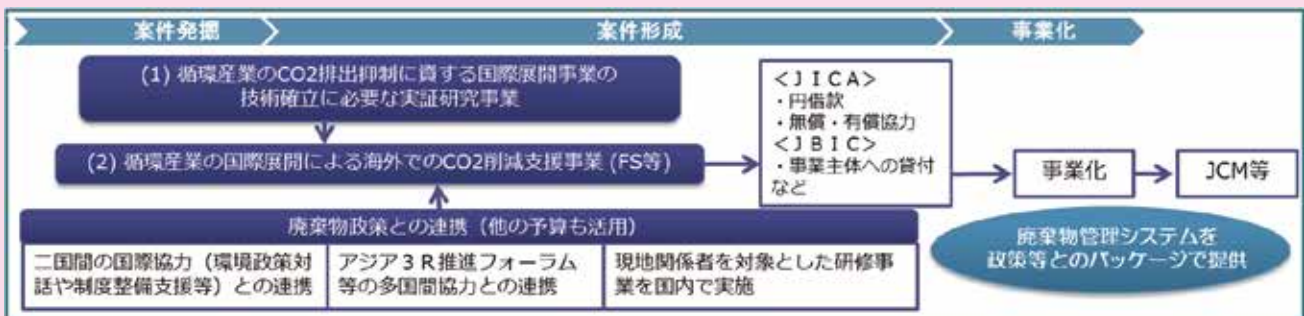 案件発掘
案件形成
事業化
(1) 循環産業のCO2排出抑制に資する国際展開事業の
技術確立に必要な実証研究事業
(2) 循環産業の国際展開による海外でのCO2削減支援事業 (FS等)
<JICA>
・円借款
・無償・有償協力
<JBIC>
・事業主体への貸付
など
事業化
JCM等
廃棄物政策との連携（他の予算も活用）
二国間の国際協力（環境政策対
話や制度整備支援等）との連携
アジア３Ｒ推進フォーラム
等の多国間協力との連携
現地関係者を対象とした研修事
業を国内で実施
廃棄物管理システムを
政策等とのパッケージで提供